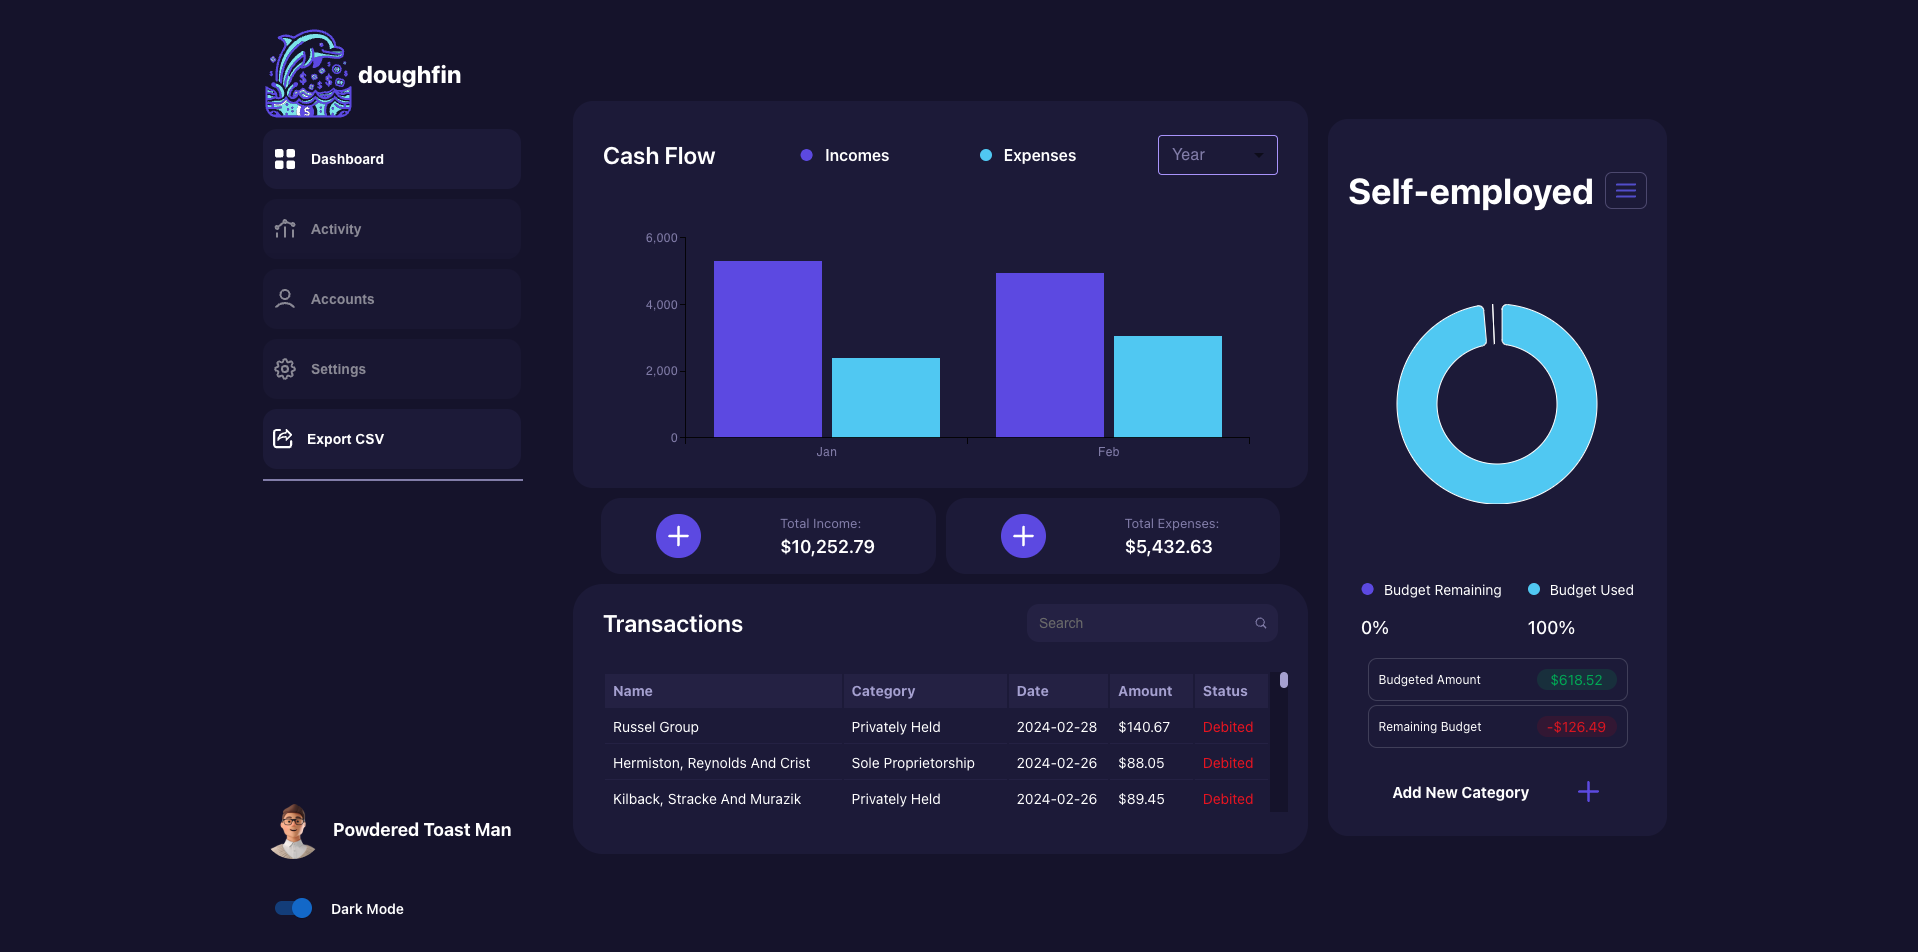 doughfin
Dashboard
Activity
Accounts
Settings
Export CSV
Powdered Toast Man
Dark Mode
Cash Flow
Incomes
Expenses
Year
6,000
4,000
2,000
0
Jan
Feb
Total Income:
$10,252.79
Total Expenses:
$5,432.63
Transactions
Search
Name Category Date Amount Status
Russel Group Privately Held 2024-02-28 $140.67 Debited
Hermiston, Reynolds And Crist Sole Proprietorship 2024-02-26 $88.05 Debited
Kilback, Stracke And Murazik Privately Held 2024-02-26 $89.45 Debited
Self-employed
Budget Remaining
Budget Used
0%
100%
Budgeted Amount $618.52
Remaining Budget -$126.49
Add New Category